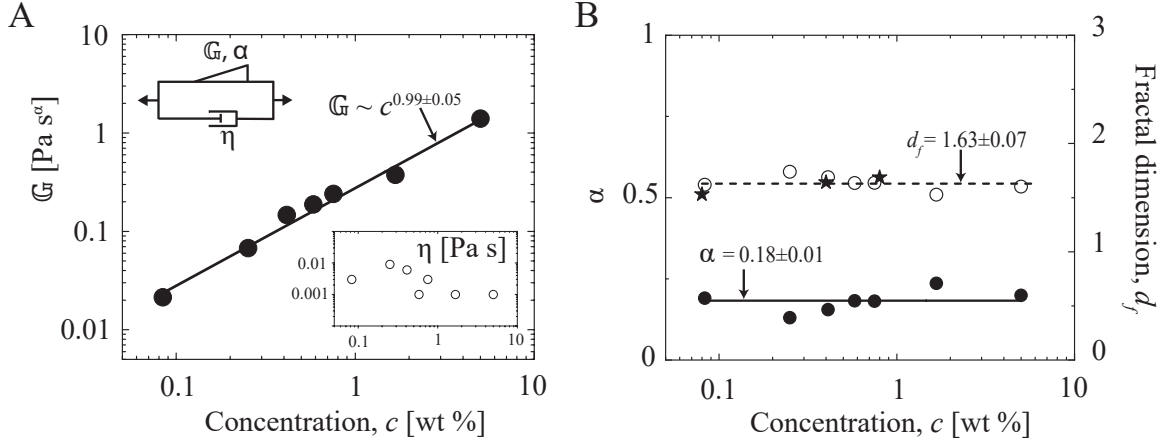 A
𝔾 [Pa sᵅ]
10
1
0.1
0.01
𝔾, α
η
𝔾 ~ c^0.99±0.05
η [Pa s]
0.01
0.001
0.1
1
10
0.1
1
10
Concentration, c [wt %]
B
α
1
0.5
0
d_f = 1.63±0.07
α = 0.18±0.01
3
2
1
0
Fractal dimension, d_f
0.1
1
10
Concentration, c [wt %]